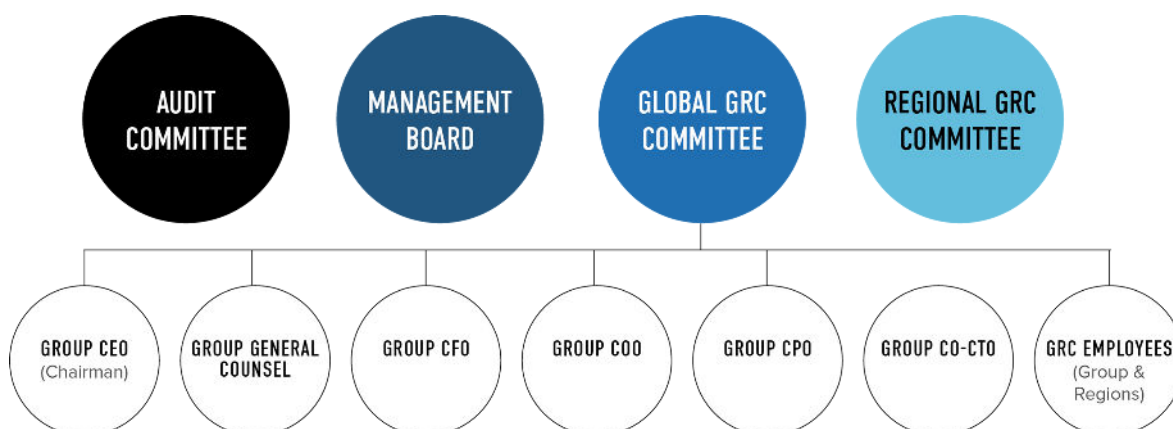 AUDIT
COMMITTEE
MANAGEMENT
BOARD
GLOBAL GRC
COMMITTEE
REGIONAL GRC
COMMITTEE
GROUP CEO
(Chairman)
GROUP GENERAL
COUNSEL
GROUP CFO
GROUP COO
GROUP CPO
GROUP CO-CTO
GRC EMPLOYEES
(Group &
Regions)